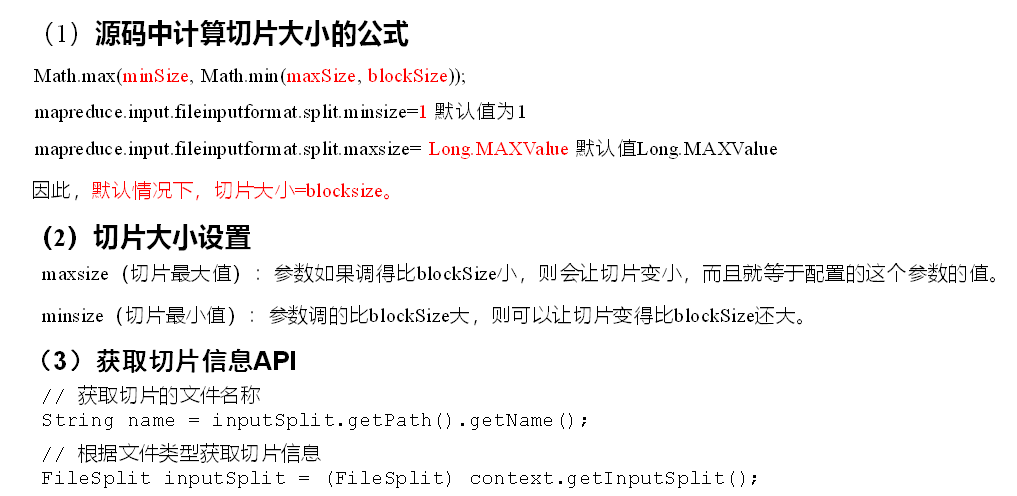 （1）源码中计算切片大小的公式
Math.max(minSize, Math.min(maxSize, blockSize));
mapreduce.input.fileinputformat.split.minsize=1 默认值为1
mapreduce.input.fileinputformat.split.maxsize= Long.MAXValue 默认值Long.MAXValue
因此，默认情况下，切片大小=blocksize。
（2）切片大小设置
maxsize（切片最大值）：参数如果调得比blockSize小，则会让切片变小，而且就等于配置的这个参数的值。
minsize（切片最小值）：参数调的比blockSize大，则可以让切片变得比blockSize还大。
（3）获取切片信息API
// 获取切片的文件名称
String name = inputSplit.getPath().getName();
// 根据文件类型获取切片信息
FileSplit inputSplit = (FileSplit) context.getInputSplit();